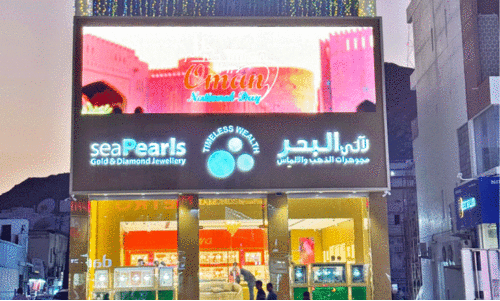 Oman
National Day
seaPearls
Gold & Diamond Jewellery
TIMELESS WEALTH
لآلئ البحر
مجوهرات الذهب والألماس